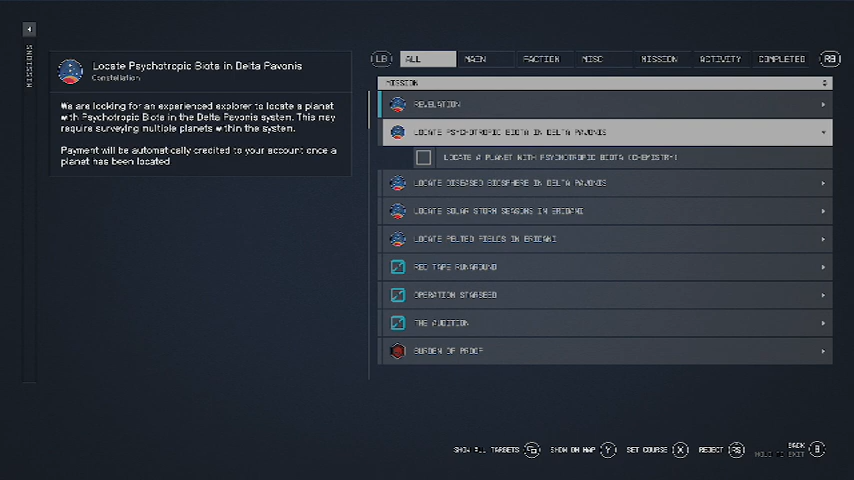 MISSIONS
Locate Psychotropic Biota in Delta Pavonis
Constellation
We are looking for an experienced explorer to locate a planet
with Psychotropic Biota in the Delta Pavonis system. This may
require surveying multiple planets within the system.
Payment will be automatically credited to your account once a
planet has been located
LB ALL MAIN FACTION MISC MISSION ACTIVITY COMPLETED RB
MISSION
REVELATION
LOCATE PSYCHOTROPIC BIOTA IN DELTA PAVONIS
LOCATE A PLANET WITH PSYCHOTROPIC BIOTA (CHEMISTRY)
LOCATE DISEASED BIOSPHERE IN DELTA PAVONIS
LOCATE SOLAR STORM SEASONS IN ERIDANI
LOCATE PELTED FIELDS IN ERIDANI
RED TAPE RUNAROUND
OPERATION STARSEED
THE AUDITION
BURDEN OF PROOF
SHOW ALL TARGETS SHOW ON MAP Y SET COURSE X REJECT RS BACK B
HOLD TO EXIT